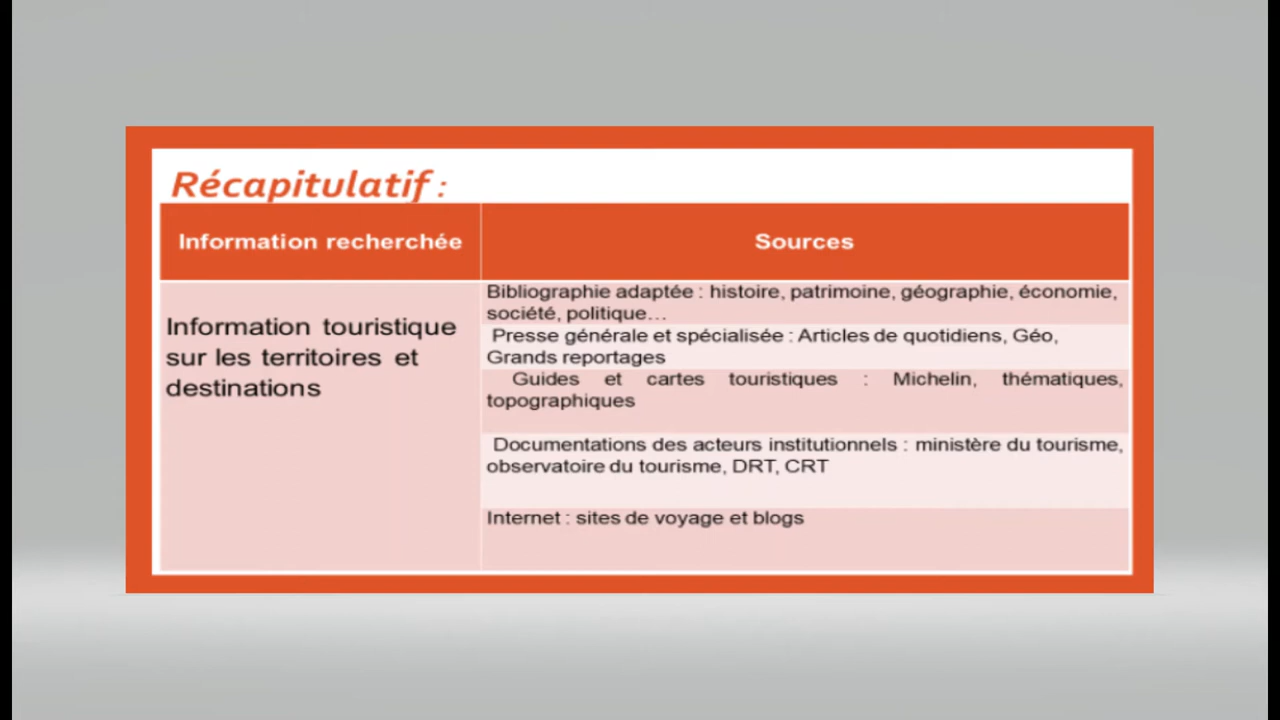 Récapitulatif :
Information recherchée
Sources
Information touristique
sur les territoires et
destinations
Bibliographie adaptée : histoire, patrimoine, géographie, économie,
société, politique…
Presse générale et spécialisée : Articles de quotidiens, Géo,
Grands reportages
Guides et cartes touristiques : Michelin, thématiques,
topographiques
Documentations des acteurs institutionnels : ministère du tourisme,
observatoire du tourisme, DRT, CRT
Internet : sites de voyage et blogs